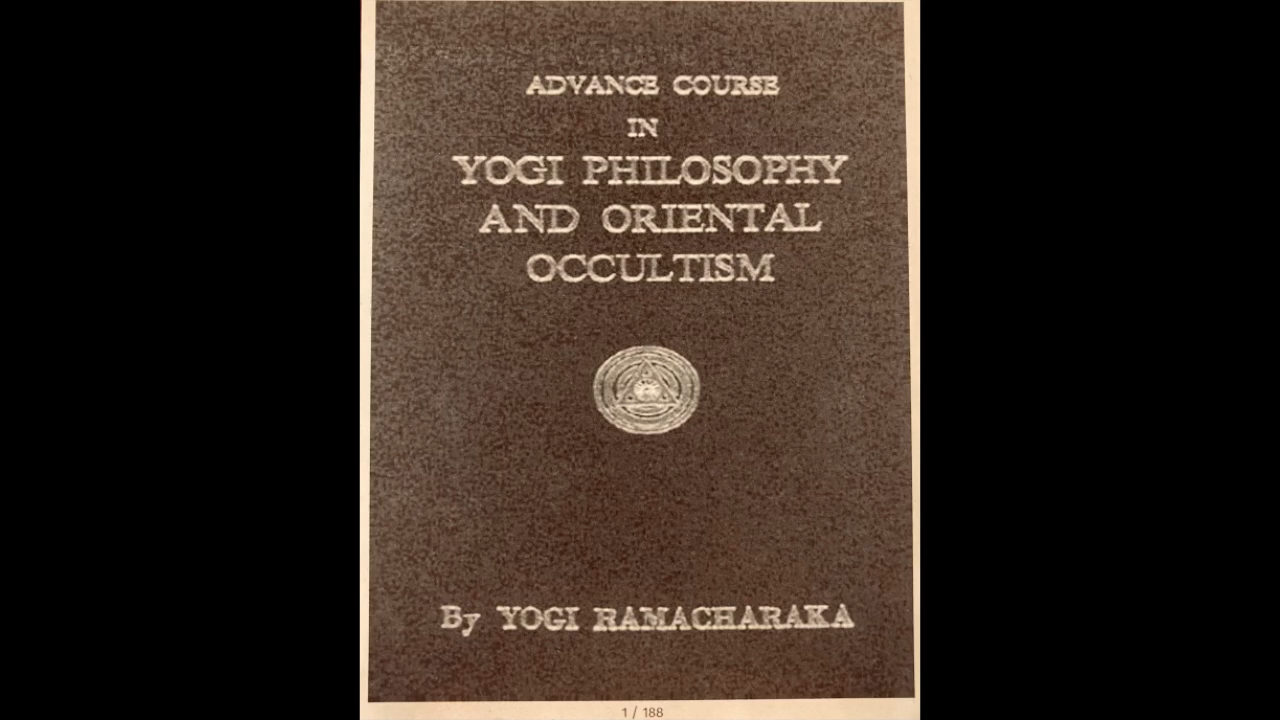 ADVANCE COURSE
IN
YOGI PHILOSOPHY
AND ORIENTAL
OCCULTISM
By YOGI RAMACHARAKA
1 / 188